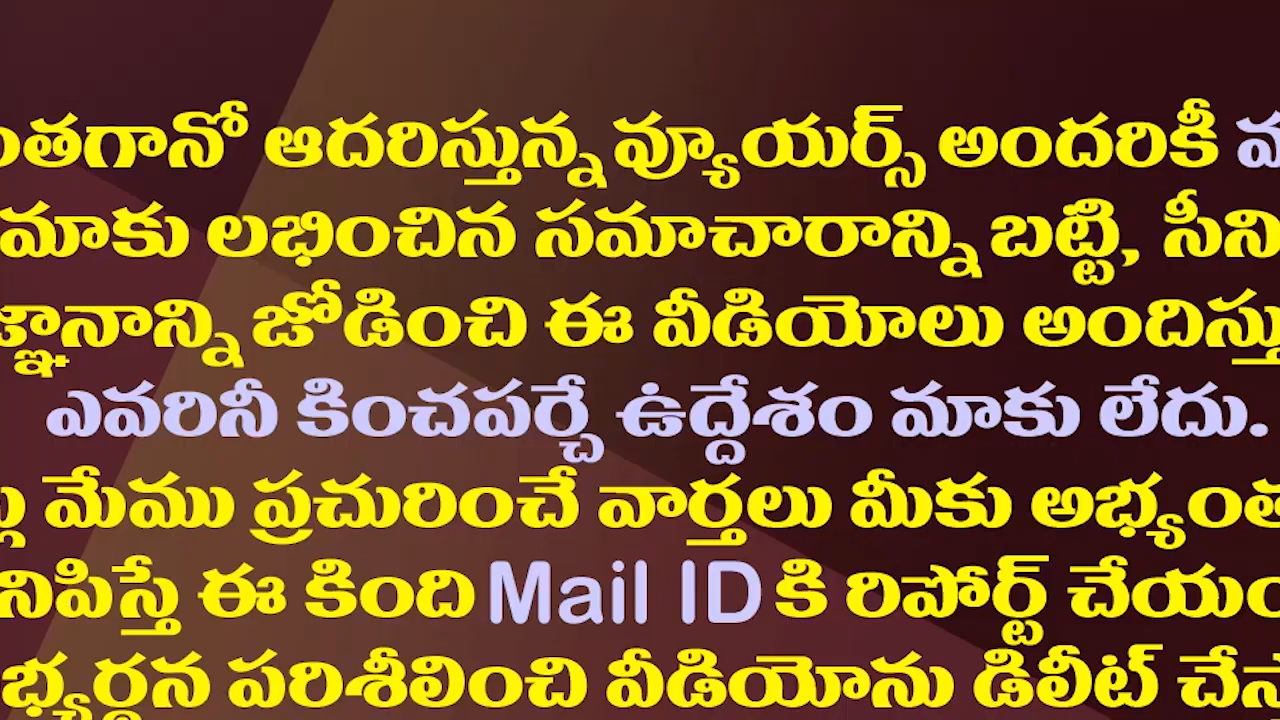 ఆదరిస్తున్న వ్యూయర్స్ అందరికీ
మాకు లభించిన సమాచారాన్ని బట్టి,
జోడించి ఈ వీడియోలు
ఎవరినీ కించపర్చే ఉద్దేశం మాకు లేదు.
మేము ప్రచురించే వార్తలు మీకు
ఈ కింది Mail ID కి రిపోర్ట్
పరిశీలించి వీడియోను డిలీట్